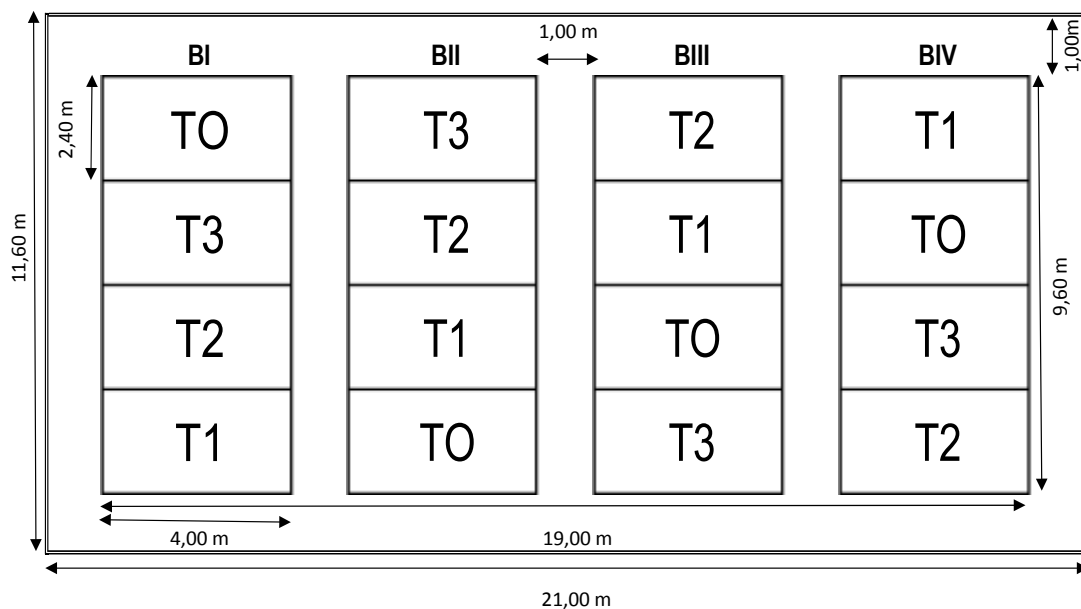 1,00 m
1,00m
BI
BII
BIII
BIV
2,40 m
TO
T3
T2
T1
T3
T2
T1
TO
11,60 m
T2
T1
TO
T3
9,60 m
T1
TO
T3
T2
4,00 m
19,00 m
21,00 m